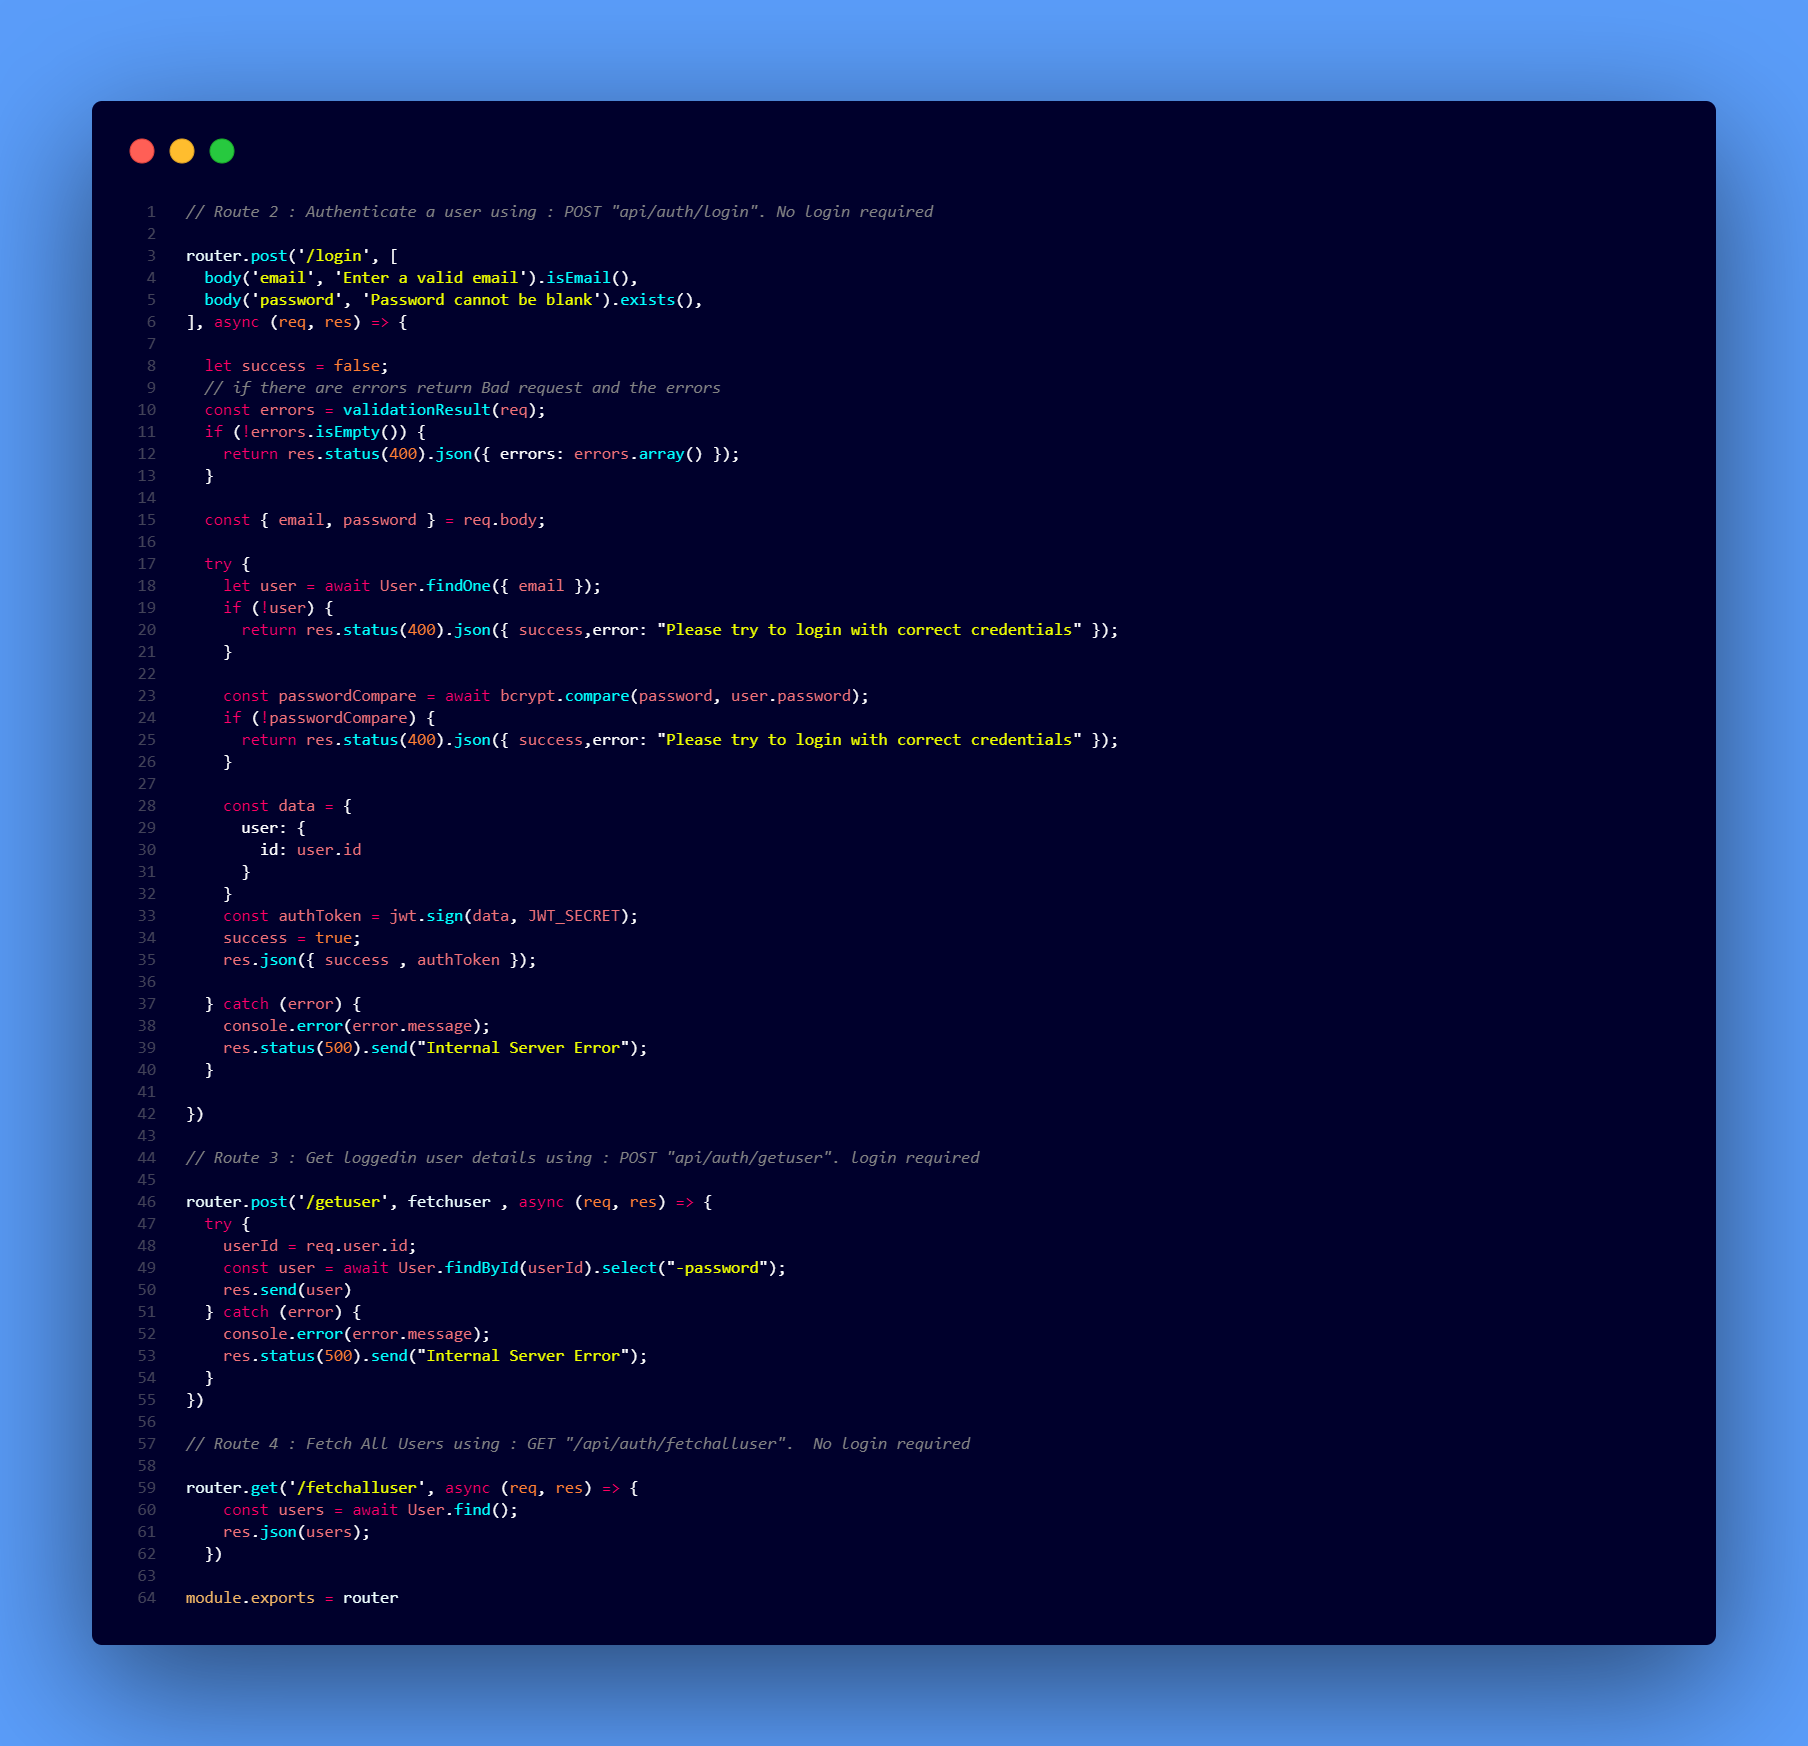 1 // Route 2 : Authenticate a user using : POST "api/auth/login". No login required
2
3 router.post('/login', [
4   body('email', 'Enter a valid email').isEmail(),
5   body('password', 'Password cannot be blank').exists(),
6 ], async (req, res) => {
7
8   let success = false;
9   // if there are errors return Bad request and the errors
10   const errors = validationResult(req);
11   if (!errors.isEmpty()) {
12     return res.status(400).json({ errors: errors.array() });
13   }
14
15   const { email, password } = req.body;
16
17   try {
18     let user = await User.findOne({ email });
19     if (!user) {
20       return res.status(400).json({ success,error: "Please try to login with correct credentials" });
21     }
22
23     const passwordCompare = await bcrypt.compare(password, user.password);
24     if (!passwordCompare) {
25       return res.status(400).json({ success,error: "Please try to login with correct credentials" });
26     }
27
28     const data = {
29       user: {
30         id: user.id
31       }
32     }
33     const authToken = jwt.sign(data, JWT_SECRET);
34     success = true;
35     res.json({ success , authToken });
36
37   } catch (error) {
38     console.error(error.message);
39     res.status(500).send("Internal Server Error");
40   }
41
42 })
43
44 // Route 3 : Get loggedin user details using : POST "api/auth/getuser". login required
45
46 router.post('/getuser', fetchuser , async (req, res) => {
47   try {
48     userId = req.user.id;
49     const user = await User.findById(userId).select("-password");
50     res.send(user)
51   } catch (error) {
52     console.error(error.message);
53     res.status(500).send("Internal Server Error");
54   }
55 })
56
57 // Route 4 : Fetch All Users using : GET "/api/auth/fetchalluser".  No login required
58
59 router.get('/fetchalluser', async (req, res) => {
60     const users = await User.find();
61     res.json(users);
62   })
63
64 module.exports = router